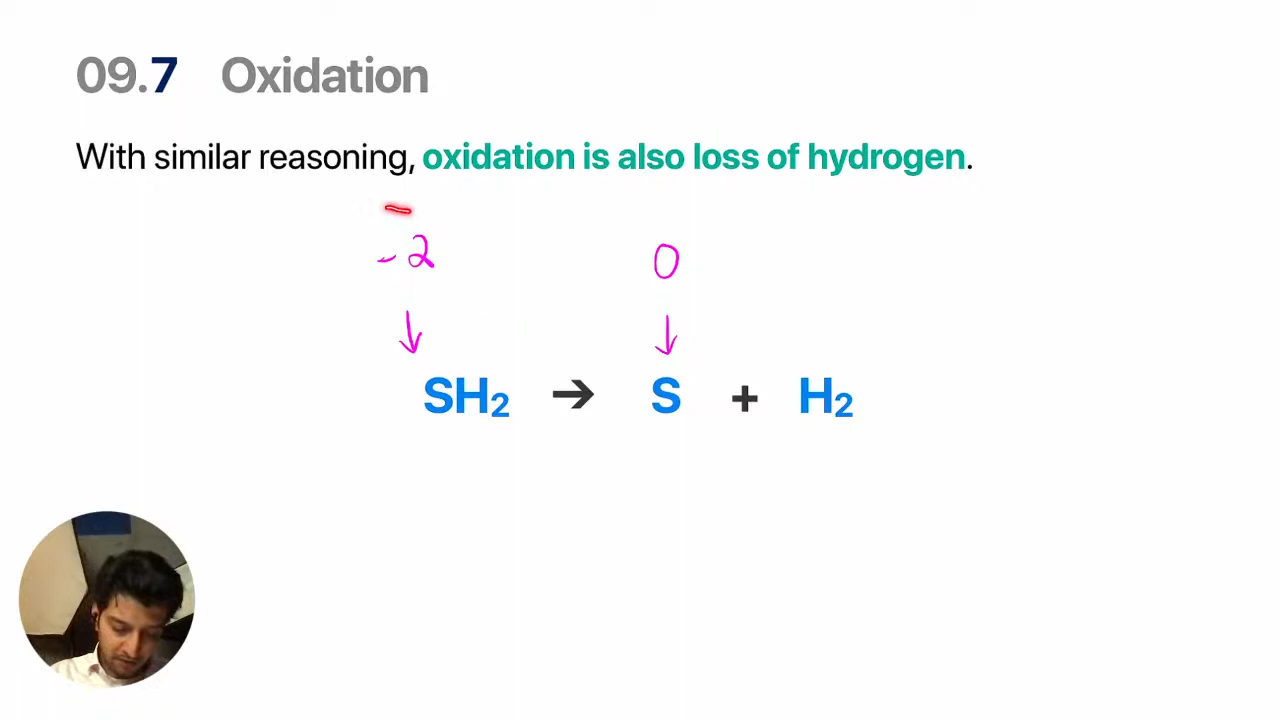 09.7 Oxidation
With similar reasoning, oxidation is also loss of hydrogen.
-2 0
↓ ↓
SH₂ → S + H₂